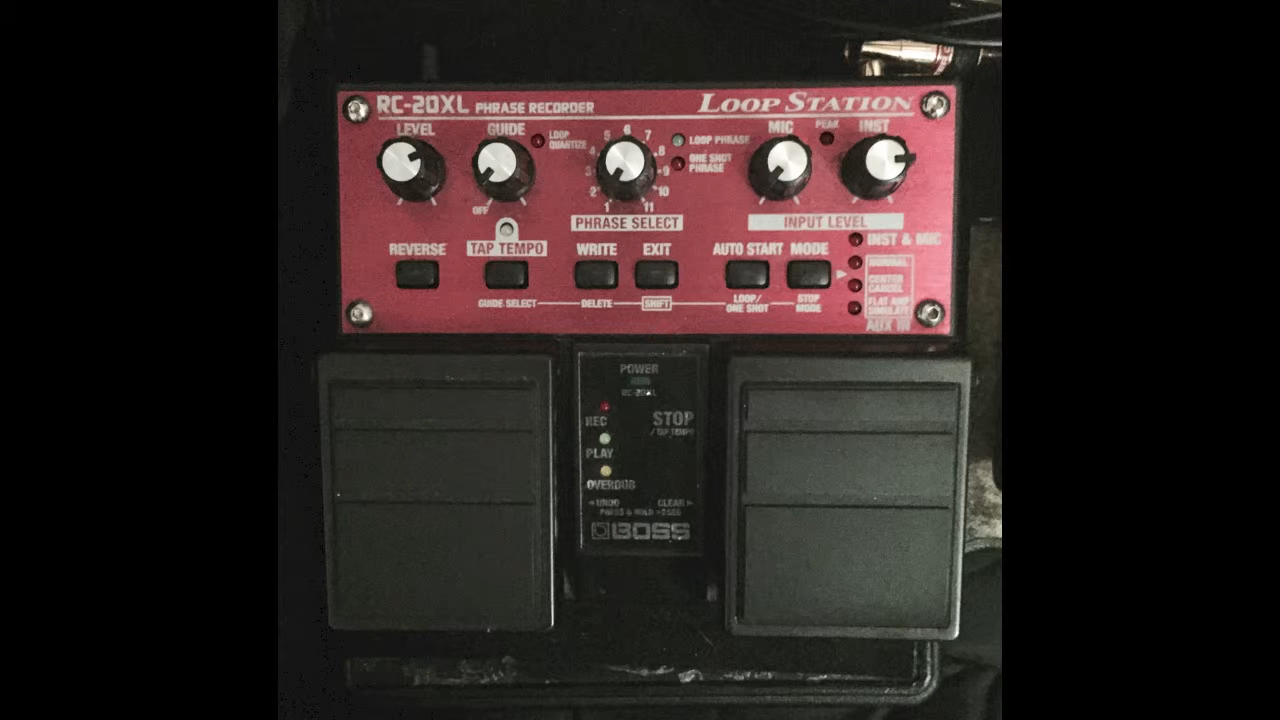 RC-20XL PHRASE RECORDER LOOP STATION
LEVEL GUIDE LOOP QUANTIZE
5 6 7
4 8
3 9
2 10
1 11
LOOP PHRASE
ONE SHOT PHRASE
MIC PEAK INST
OFF
PHRASE SELECT
INPUT LEVEL
REVERSE TAP TEMPO WRITE EXIT AUTO START MODE
INST & MIC
NORMAL
CENTER CANCEL
FLAT AMP SIMULATE
AUX IN
GUIDE SELECT DELETE SHIFT LOOP/ONE SHOT STOP MODE
POWER
RC-20XL
REC
STOP
/TAP TEMPO
PLAY
OVERDUB
◄UNDO CLEAR►
BOSS